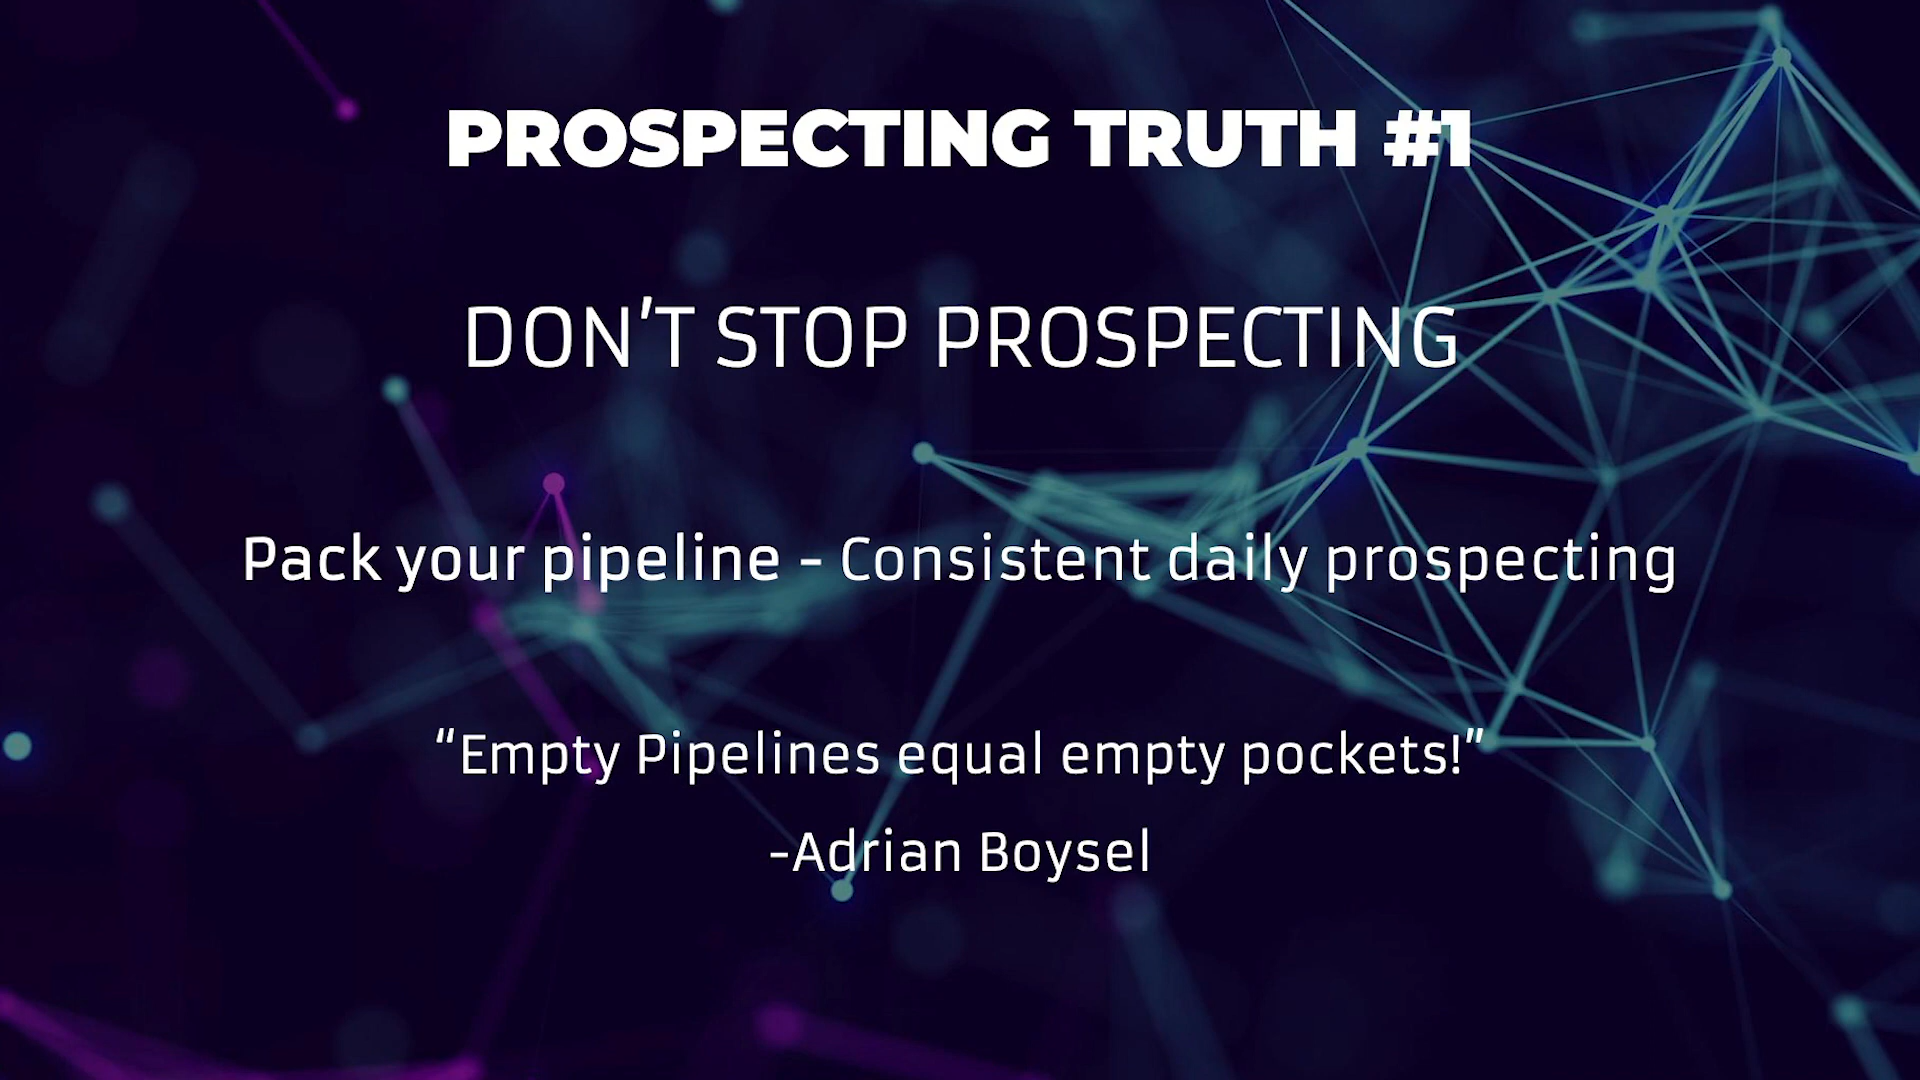 PROSPECTING TRUTH #1
DON'T STOP PROSPECTING
Pack your pipeline - Consistent daily prospecting
“Empty Pipelines equal empty pockets!”
-Adrian Boysel